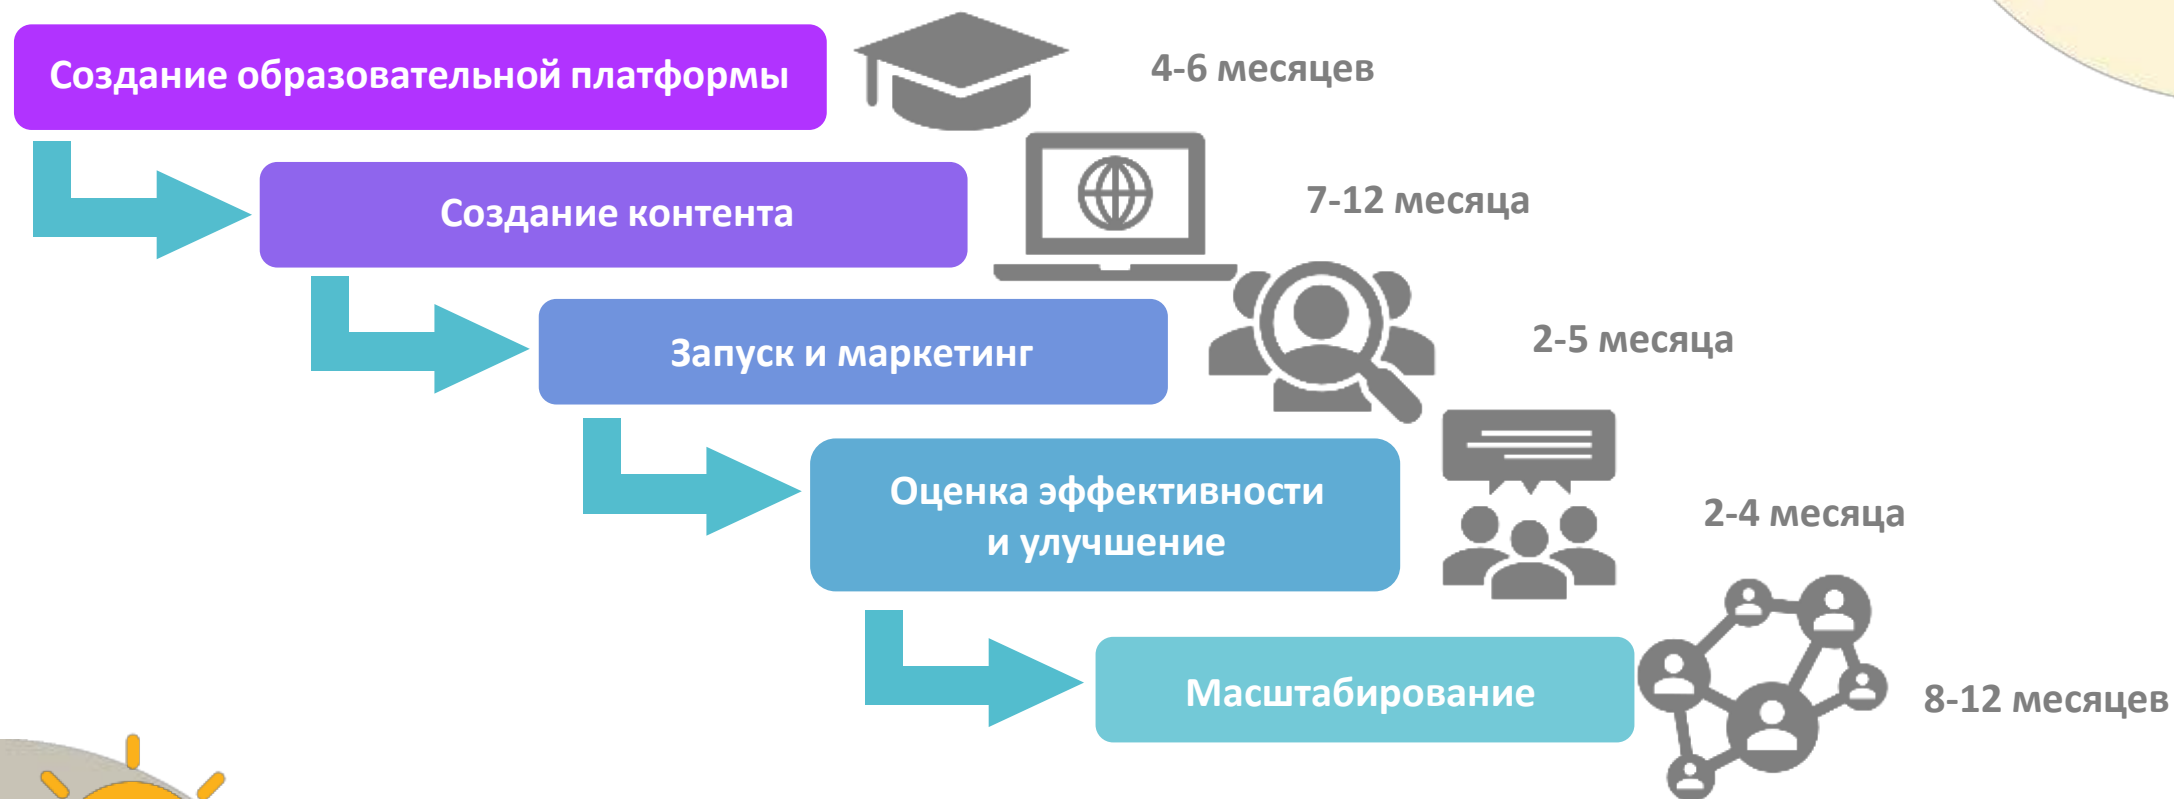 Создание образовательной платформы
4-6 месяцев
Создание контента
7-12 месяца
Запуск и маркетинг
2-5 месяца
Оценка эффективности
и улучшение
2-4 месяца
Масштабирование
8-12 месяцев